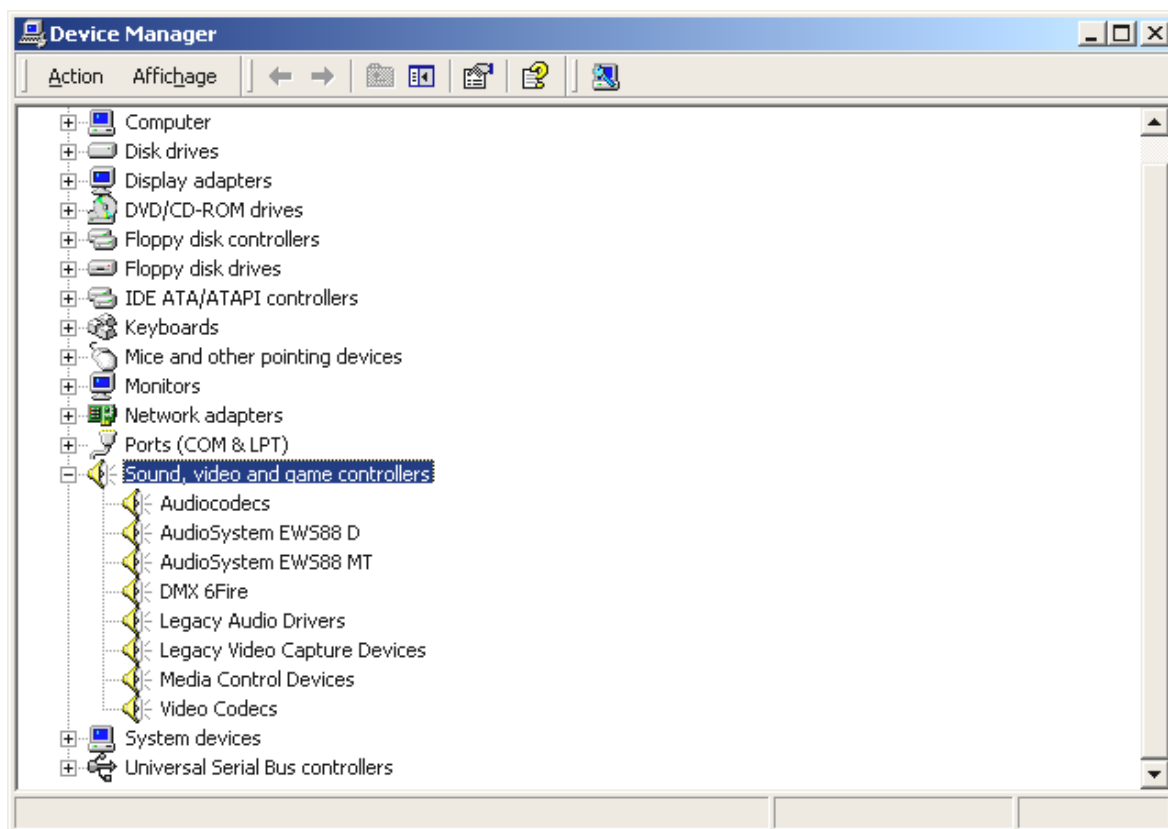 Device Manager
Action Affichage
Computer
Disk drives
Display adapters
DVD/CD-ROM drives
Floppy disk controllers
Floppy disk drives
IDE ATA/ATAPI controllers
Keyboards
Mice and other pointing devices
Monitors
Network adapters
Ports (COM & LPT)
Sound, video and game controllers
Audiocodecs
AudioSystem EWS88 D
AudioSystem EWS88 MT
DMX 6Fire
Legacy Audio Drivers
Legacy Video Capture Devices
Media Control Devices
Video Codecs
System devices
Universal Serial Bus controllers